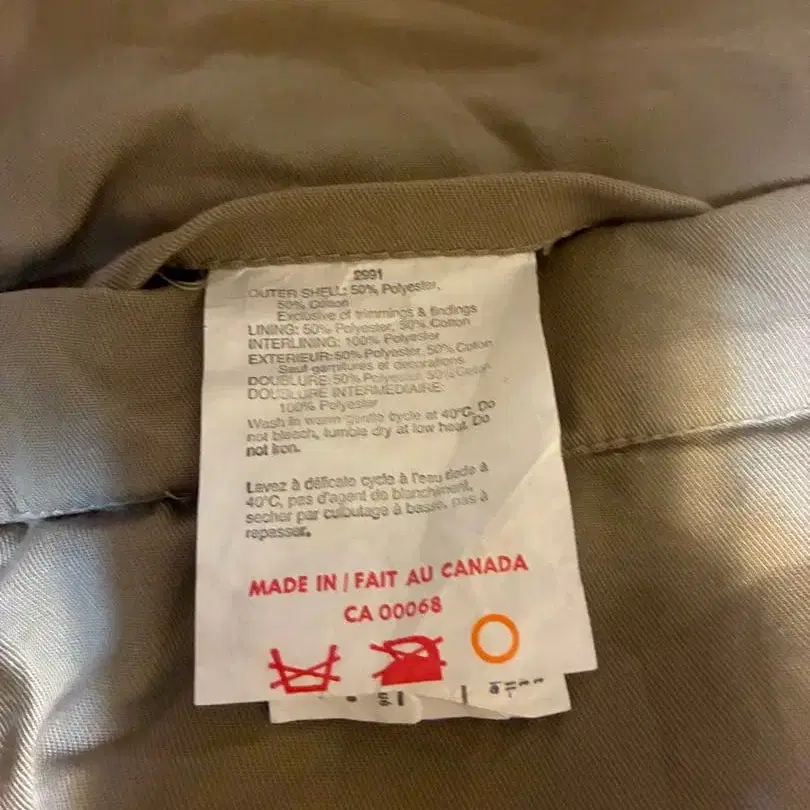 2991
OUTER SHELL: 50% Polyester,
50% Cotton
Exclusive of trimmings & findings
LINING: 50% Polyester, 50% Cotton
INTERLINING: 100% Polyester
EXTERIEUR: 50% Polyester, 50% Coton
Sauf garnitures et decorations.
DOUBLURE: 50% Polyester, 50% Coton
DOUBLURE INTERMEDIAIRE:
100% Polyester
Wash in warm gentle cycle at 40°C. Do
not bleach, tumble dry at low heat. Do
not iron.
Lavez à délicate cycle à l'eau tiède à
40°C, pas d'agent de blanchiment,
secher par culbutage à basse, pas à
repasser.
MADE IN / FAIT AU CANADA
CA 00068